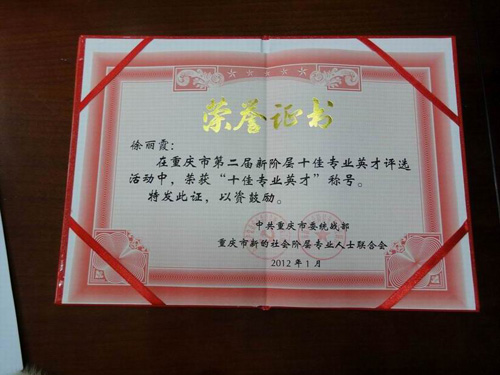 荣誉证书
徐丽霞：
在重庆市第二届新阶层十佳专业英才评选
活动中，荣获“十佳专业英才”称号。
特发此证，以资鼓励。
中共重庆市委统战部
重庆市新的社会阶层专业人士联合会
2012年1月